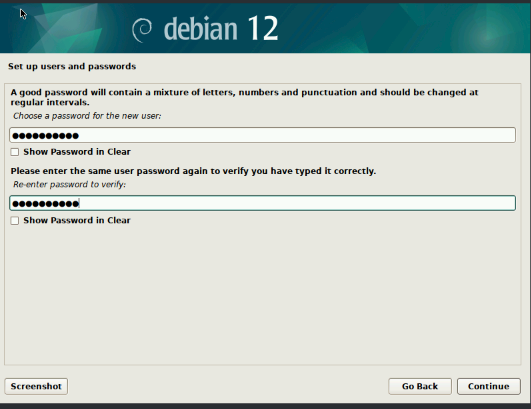 debian 12
Set up users and passwords
A good password will contain a mixture of letters, numbers and punctuation and should be changed at
regular intervals.
Choose a password for the new user:
●●●●●●●●●●
Show Password in Clear
Please enter the same user password again to verify you have typed it correctly.
Re-enter password to verify:
●●●●●●●●●●
Show Password in Clear
Screenshot
Go Back
Continue